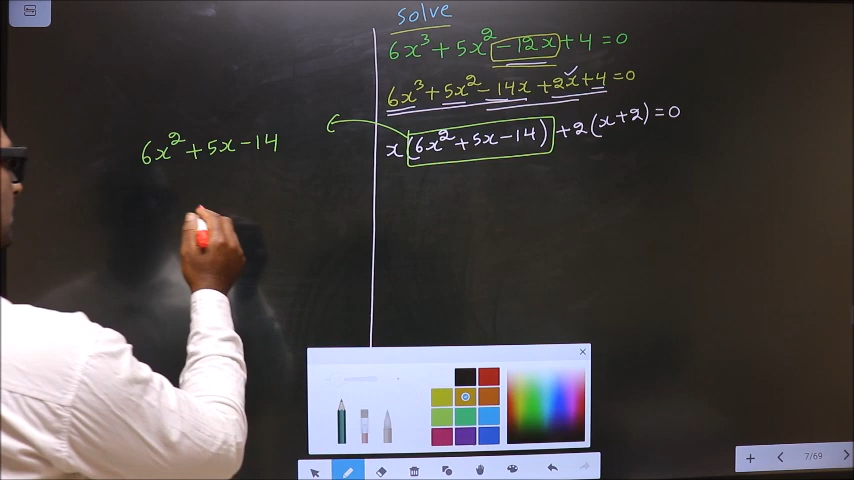 solve
6x³ + 5x² - 12x + 4 = 0
6x³ + 5x² - 14x + 2x + 4 = 0
x (6x² + 5x - 14) + 2 (x + 2) = 0
6x² + 5x - 14
7/69